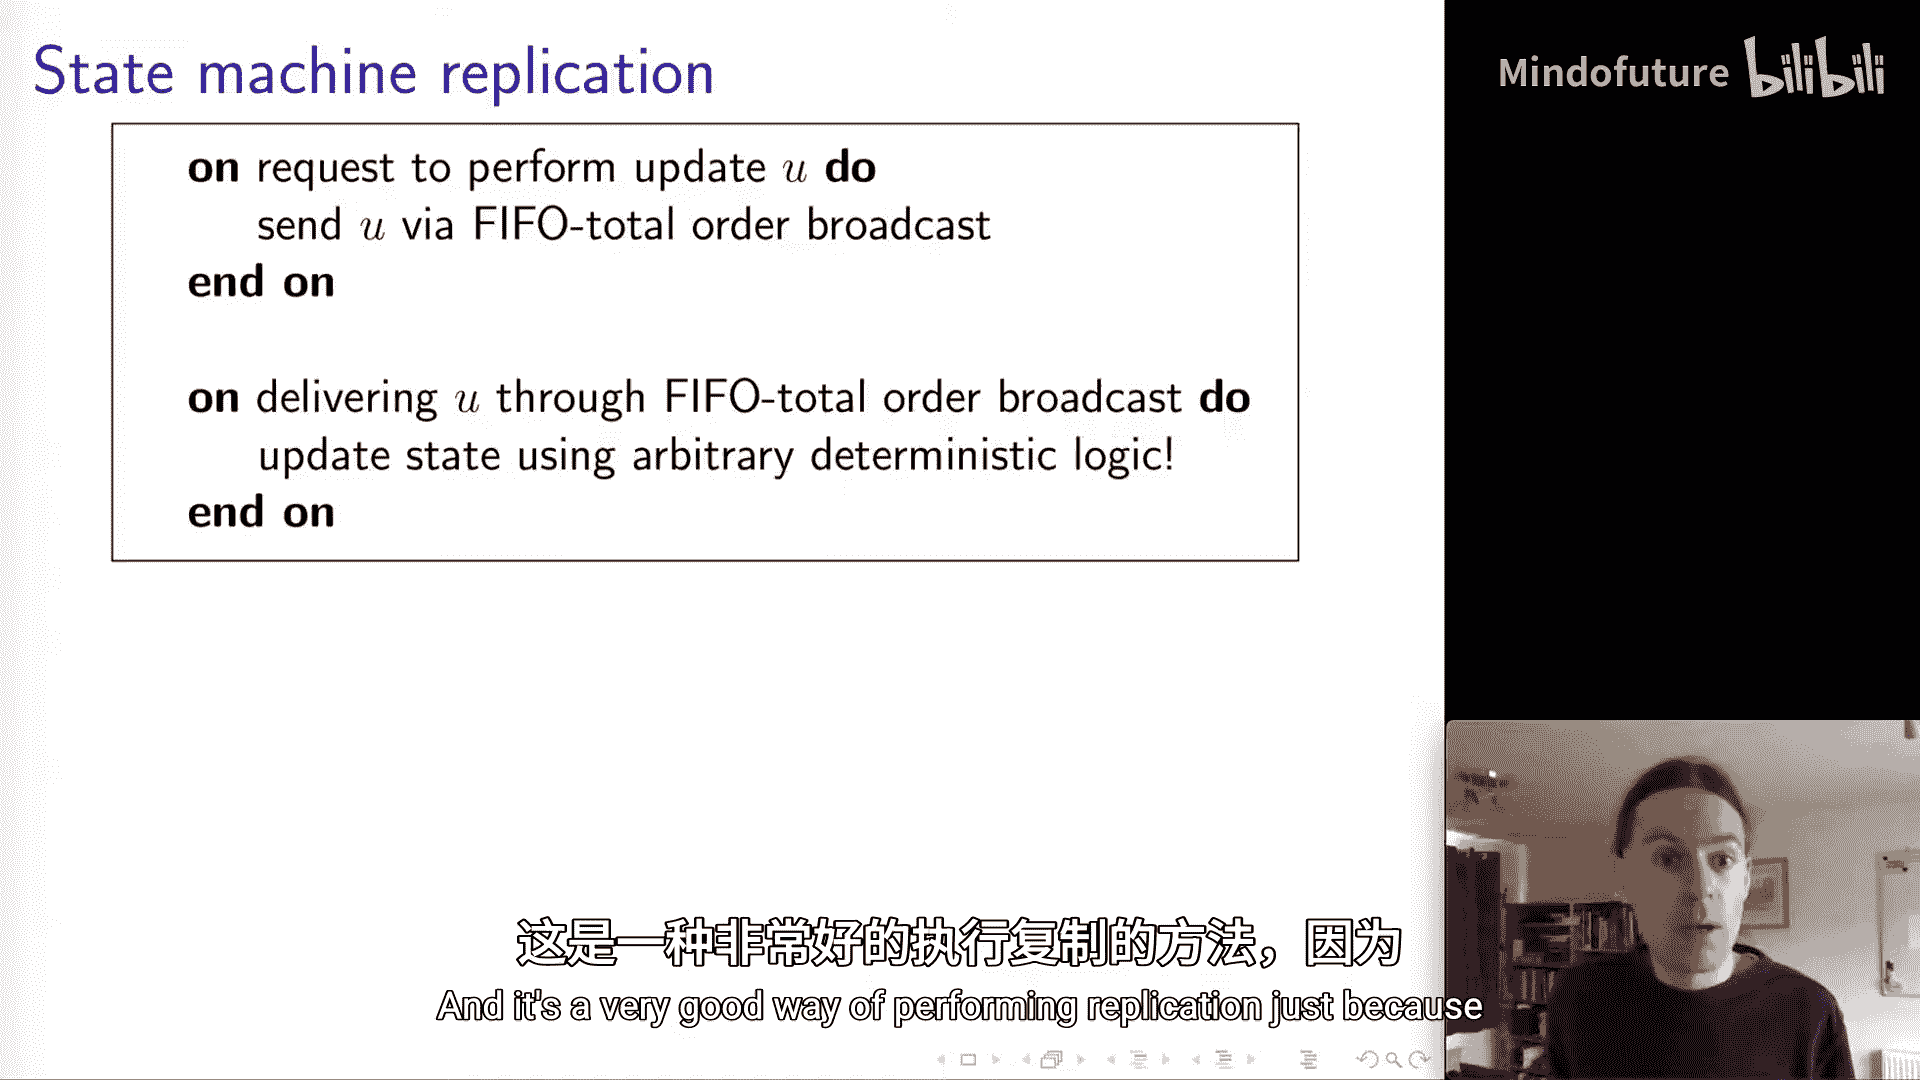 State machine replication
Mindofuture bilibili
on request to perform update u do
send u via FIFO-total order broadcast
end on
on delivering u through FIFO-total order broadcast do
update state using arbitrary deterministic logic!
end on
这是一种非常好的执行复制的方法，因为
And it's a very good way of performing replication just because